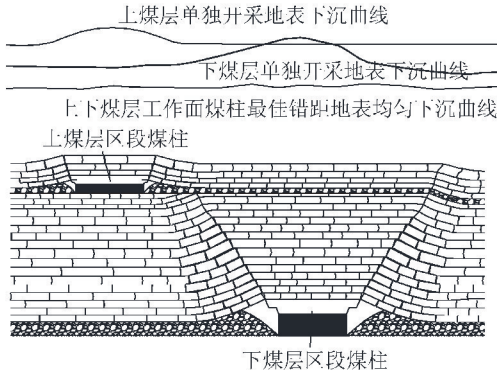 上煤层单独开采地表下沉曲线
下煤层单独开采地表下沉曲线
上下煤层工作面煤柱最佳错距地表均匀下沉曲线
上煤层区段煤柱
下煤层区段煤柱